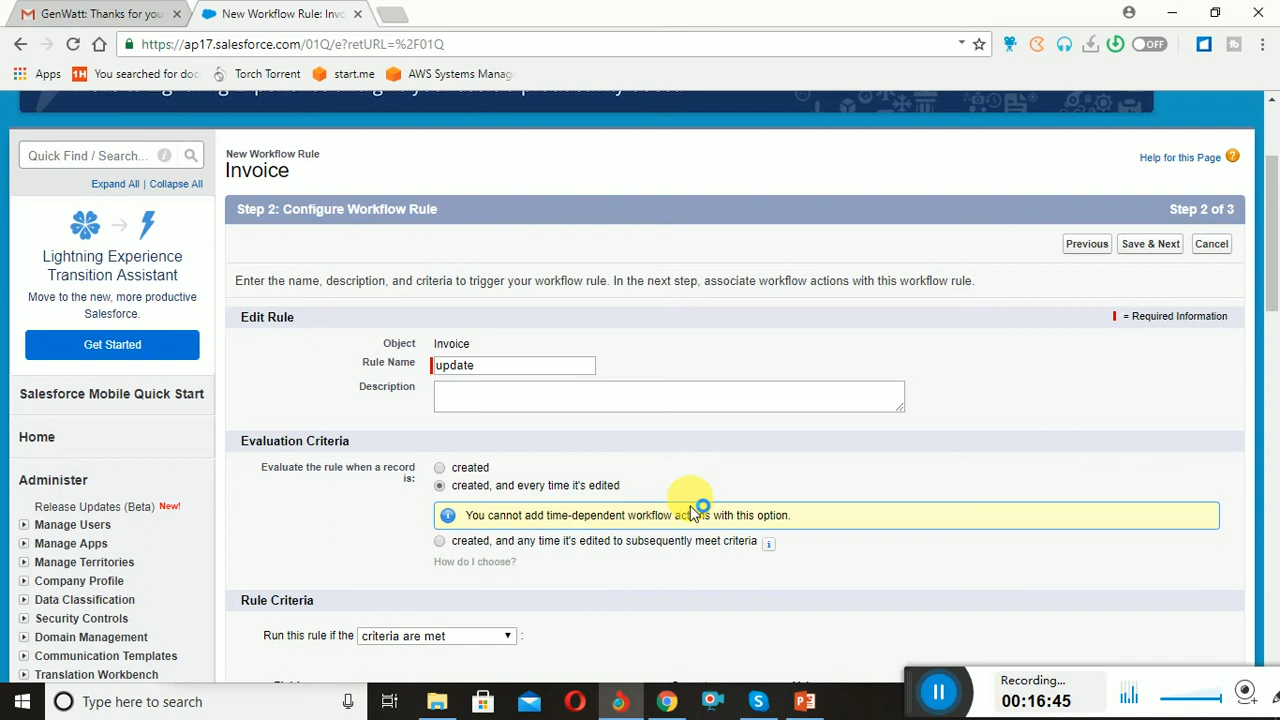 GenWatt: Thanks for you
New Workflow Rule: Invo
https://ap17.salesforce.com/01Q/e?retURL=%2F01Q
OFF
Apps
You searched for doc
Torch Torrent
start.me
AWS Systems Manag
Quick Find / Search...
Expand All | Collapse All
Lightning Experience
Transition Assistant
Move to the new, more productive
Salesforce.
Get Started
Salesforce Mobile Quick Start
Home
Administer
Release Updates (Beta) New!
Manage Users
Manage Apps
Manage Territories
Company Profile
Data Classification
Security Controls
Domain Management
Communication Templates
Translation Workbench
New Workflow Rule
Invoice
Help for this Page
Step 2: Configure Workflow Rule
Step 2 of 3
Previous
Save & Next
Cancel
Enter the name, description, and criteria to trigger your workflow rule. In the next step, associate workflow actions with this workflow rule.
Edit Rule
= Required Information
Object
Invoice
Rule Name
update
Description
Evaluation Criteria
Evaluate the rule when a record
is:
created
created, and every time it's edited
You cannot add time-dependent workflow actions with this option.
created, and any time it's edited to subsequently meet criteria
How do I choose?
Rule Criteria
Run this rule if the
criteria are met
:
Type here to search
Recording...
00:16:45